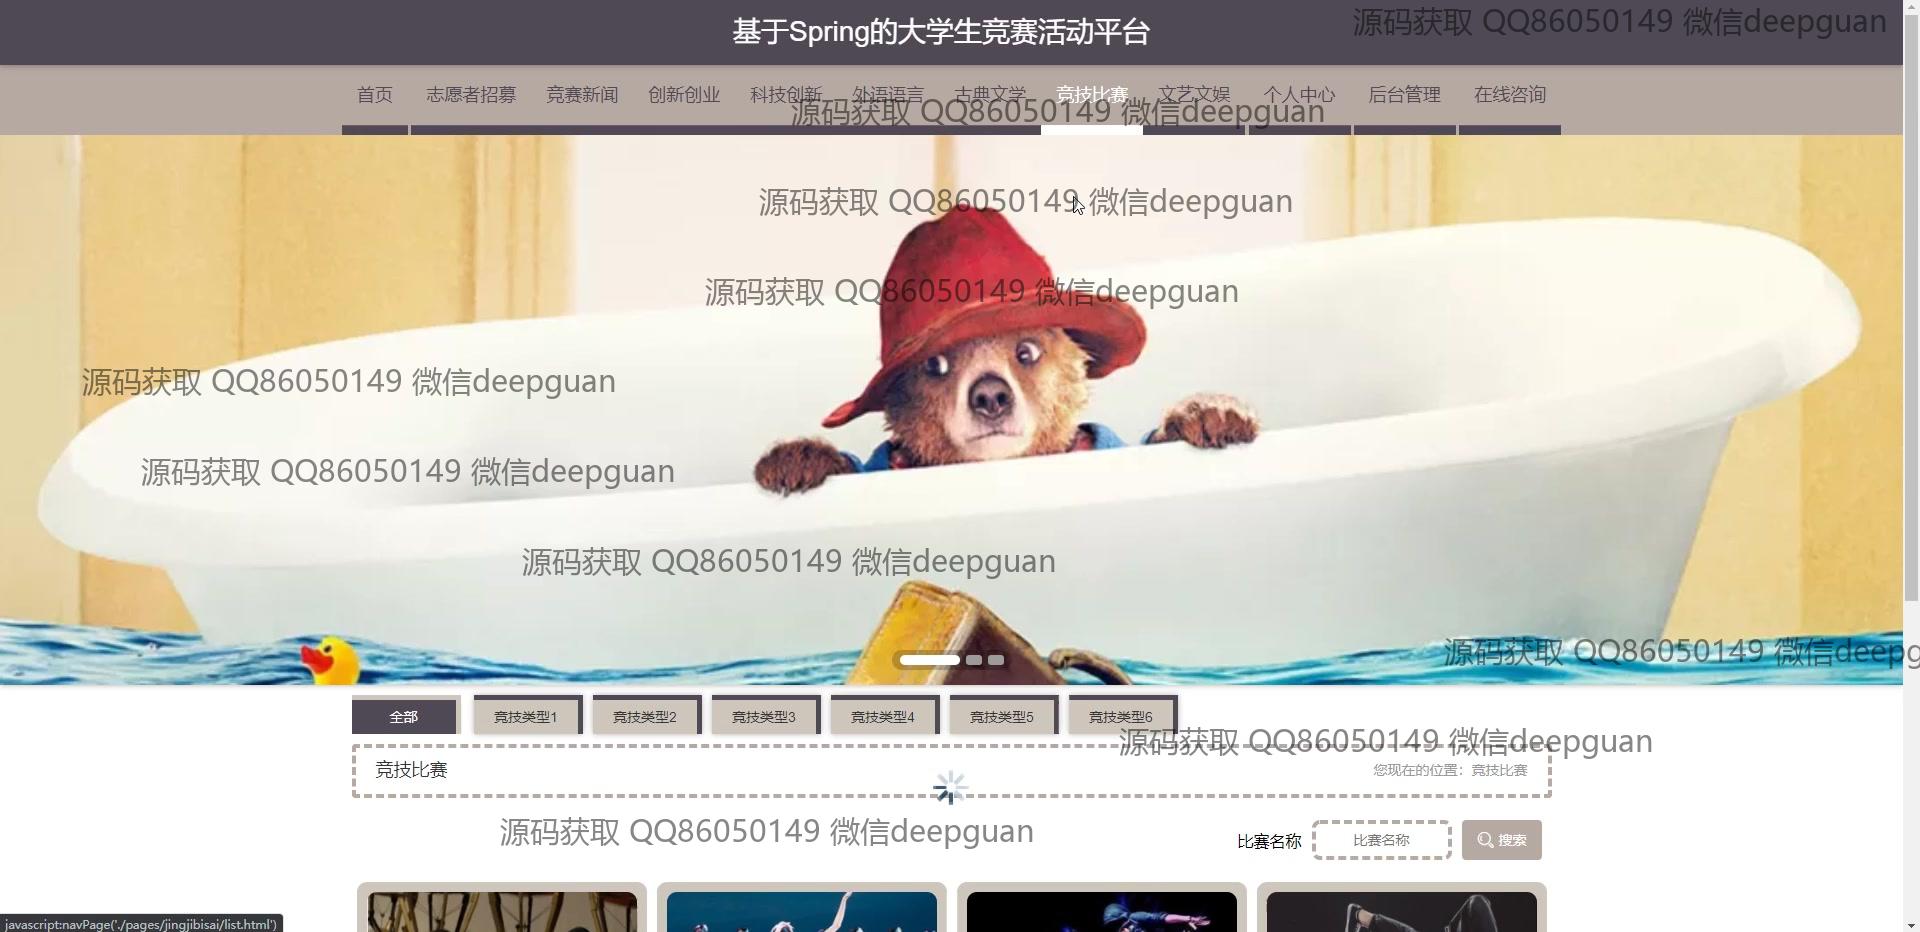 基于Spring的大学生竞赛活动平台
源码获取 QQ86050149 微信deepguan
首页 志愿者招募 竞赛新闻 创新创业 科技创新 外语语言 古典文学 竞技比赛 文艺文娱 个人中心 后台管理 在线咨询
源码获取 QQ86050149 微信deepguan
源码获取 QQ86050149 微信deepguan
源码获取 QQ86050149 微信deepguan
源码获取 QQ86050149 微信deepguan
源码获取 QQ86050149 微信deepguan
源码获取 QQ86050149 微信deepguan
源码获取 QQ86050149 微信deepg
全部 竞技类型1 竞技类型2 竞技类型3 竞技类型4 竞技类型5 竞技类型6
源码获取 QQ86050149 微信deepguan
竞技比赛 您现在的位置：竞技比赛
源码获取 QQ86050149 微信deepguan
比赛名称 比赛名称 搜索
javascript:navPage('./pages/jingjibisai/list.html')